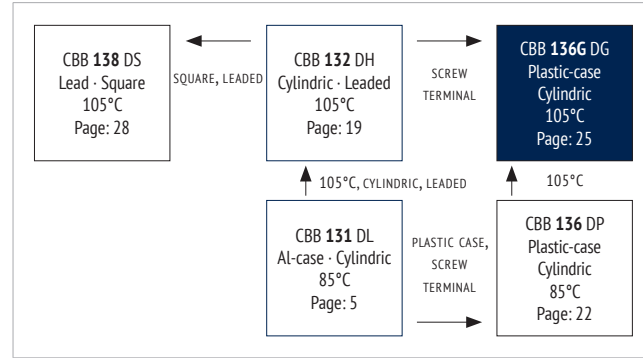 CBB 138 DS
Lead · Square
105°C
Page: 28
SQUARE, LEADED
CBB 132 DH
Cylindric · Leaded
105°C
Page: 19
SCREW
TERMINAL
CBB 136G DG
Plastic-case
Cylindric
105°C
Page: 25
105°C, CYLINDRIC, LEADED
105°C
CBB 131 DL
Al-case · Cylindric
85°C
Page: 5
PLASTIC CASE,
SCREW
TERMINAL
CBB 136 DP
Plastic-case
Cylindric
85°C
Page: 22